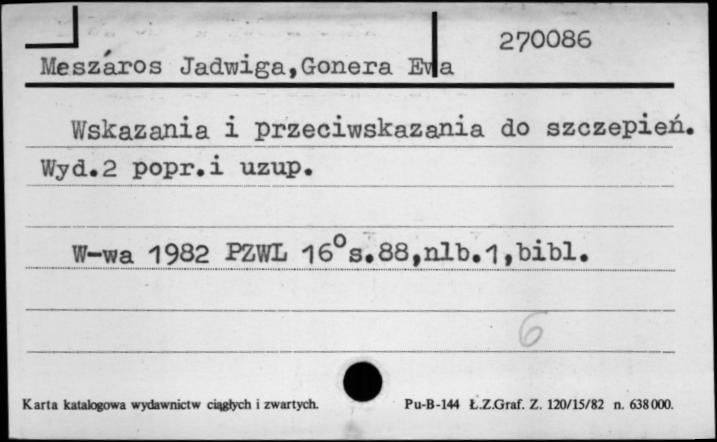 270086
Meszáros Jadwiga,Gonera Ewa
Wskazania i przeciwskazania do szczepień.
Wyd.2 popr.i uzup.
W-wa 1982 PZWL 16°s.88,nlb.1,bibl.
6
Karta katalogowa wydawnictw ciągłych i zwartych. Pu-B-144 Ł.Z.Graf. Z. 120/15/82 n. 638000.